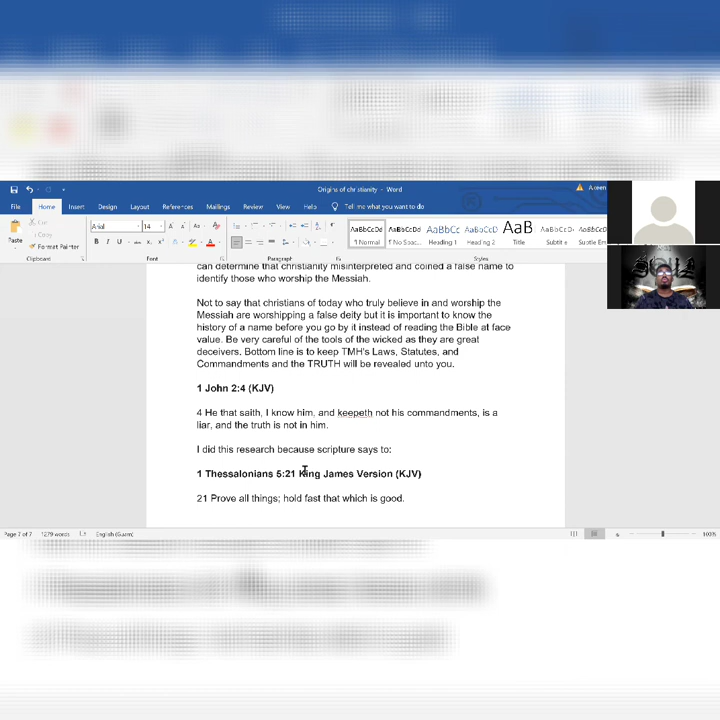 Origins of christianity - Word
File Home Insert Design Layout References Mailings Review View Help Tell me what you want to do
Paste Cut Copy Format Painter
Arial 14
AaBbCcDd AaBbCcDd AaBbCc AaBbCc AaB AaBbCcD AaBbCcDd
¶ Normal ¶ No Spac... Heading 1 Heading 2 Title Subtitle Subtle Em
Clipboard Font Paragraph Styles
can determine that christianity misinterpreted and coined a false name to
identify those who worship the Messiah.
Not to say that christians of today who truly believe in and worship the
Messiah are worshipping a false deity but it is important to know the
history of a name before you go by it instead of reading the Bible at face
value. Be very careful of the tools of the wicked as they are great
deceivers. Bottom line is to keep TMH's Laws, Statutes, and
Commandments and the TRUTH will be revealed unto you.
1 John 2:4 (KJV)
4 He that saith, I know him, and keepeth not his commandments, is a
liar, and the truth is not in him.
I did this research because scripture says to:
1 Thessalonians 5:21 King James Version (KJV)
21 Prove all things; hold fast that which is good.
Page 7 of 7 1279 words English (Guam) 100%